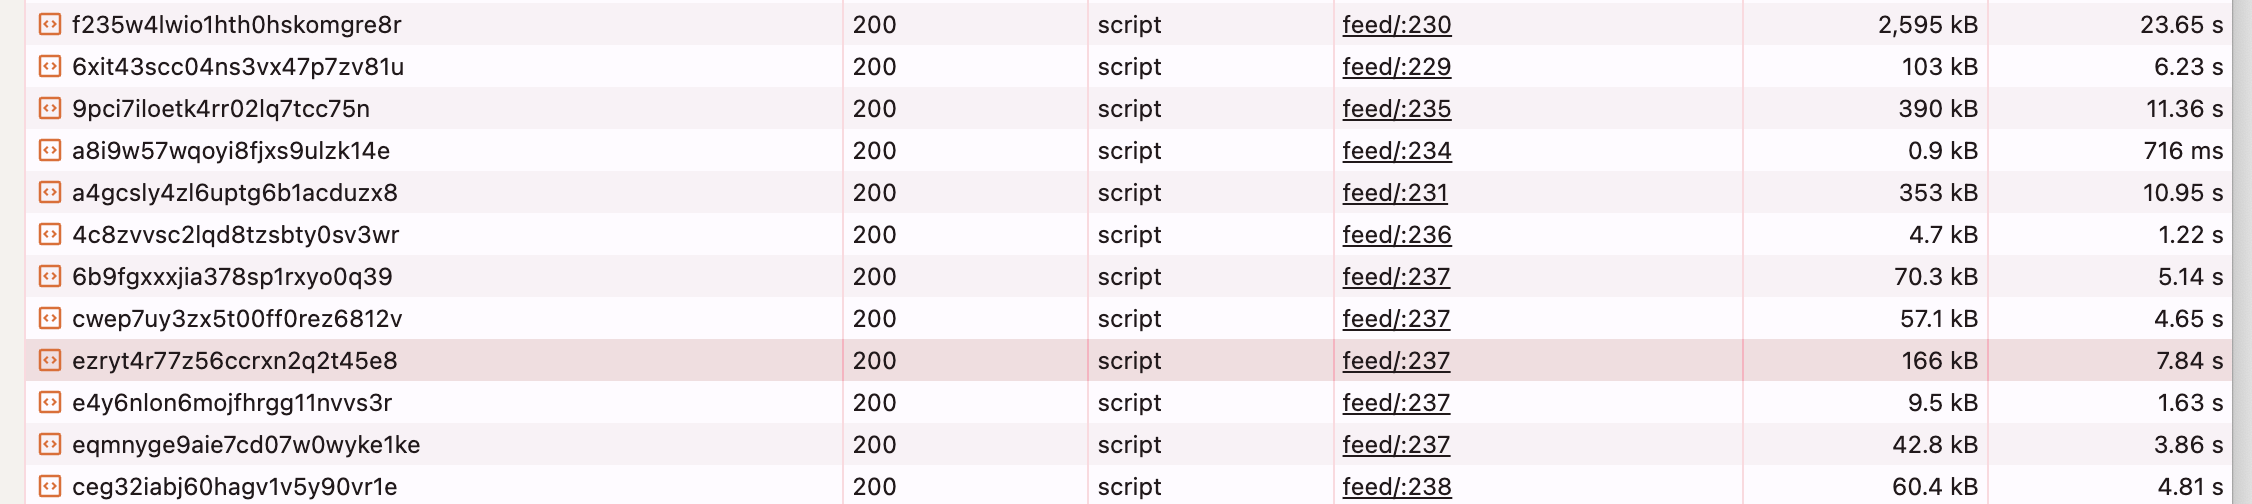 f235w4lwio1hth0hskomgre8r 200 script feed/:230 2,595 kB 23.65 s
6xit43scc04ns3vx47p7zv81u 200 script feed/:229 103 kB 6.23 s
9pci7iloetk4rr02lq7tcc75n 200 script feed/:235 390 kB 11.36 s
a8i9w57wqoyi8fjxs9ulzk14e 200 script feed/:234 0.9 kB 716 ms
a4gcsly4zl6uptg6b1acduzx8 200 script feed/:231 353 kB 10.95 s
4c8zvvsc2lqd8tzsbty0sv3wr 200 script feed/:236 4.7 kB 1.22 s
6b9fgxxxjia378sp1rxyo0q39 200 script feed/:237 70.3 kB 5.14 s
cwep7uy3zx5t00ff0rez6812v 200 script feed/:237 57.1 kB 4.65 s
ezryt4r77z56ccrxn2q2t45e8 200 script feed/:237 166 kB 7.84 s
e4y6nlon6mojfhrgg11nvvs3r 200 script feed/:237 9.5 kB 1.63 s
eqmnyge9aie7cd07w0wyke1ke 200 script feed/:237 42.8 kB 3.86 s
ceg32iabj60hagv1v5y90vr1e 200 script feed/:238 60.4 kB 4.81 s